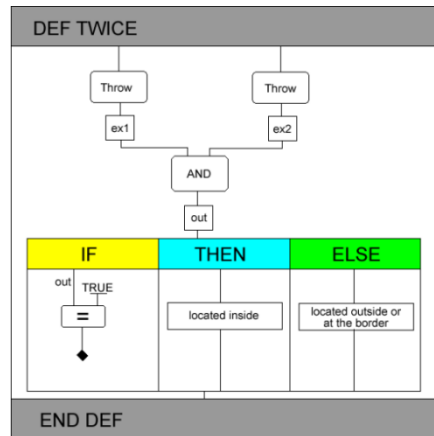 DEF TWICE
Throw
Throw
ex1
ex2
AND
out
IF
THEN
ELSE
out
TRUE
=
located inside
located outside or
at the border
END DEF